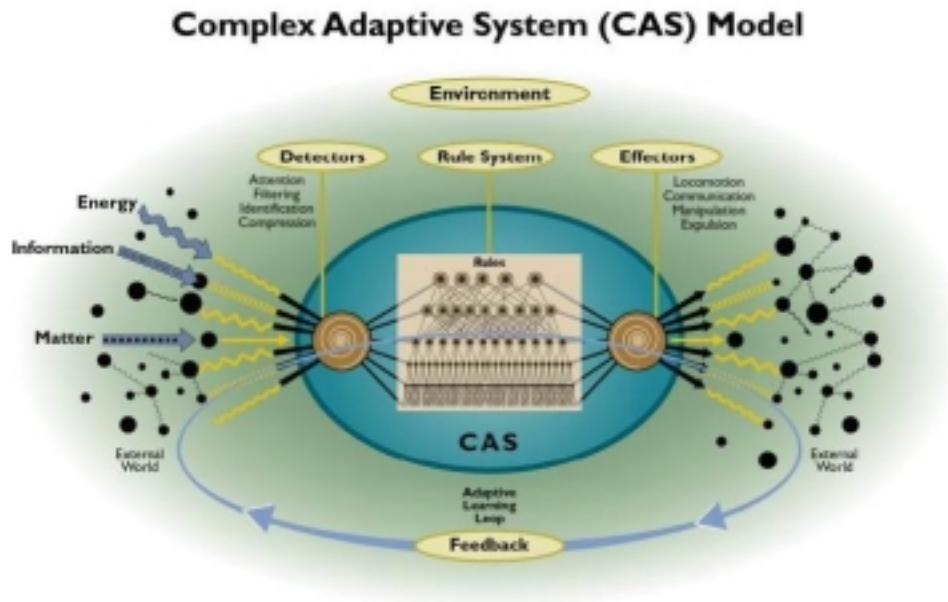 Complex Adaptive System (CAS) Model
Environment
Detectors
Attention
Filtering
Identification
Compression
Rule System
Effectors
Locomotion
Communication
Manipulation
Expulsion
Energy
Information
Matter
Rules
CAS
External
World
External
World
Adaptive
Learning
Loop
Feedback